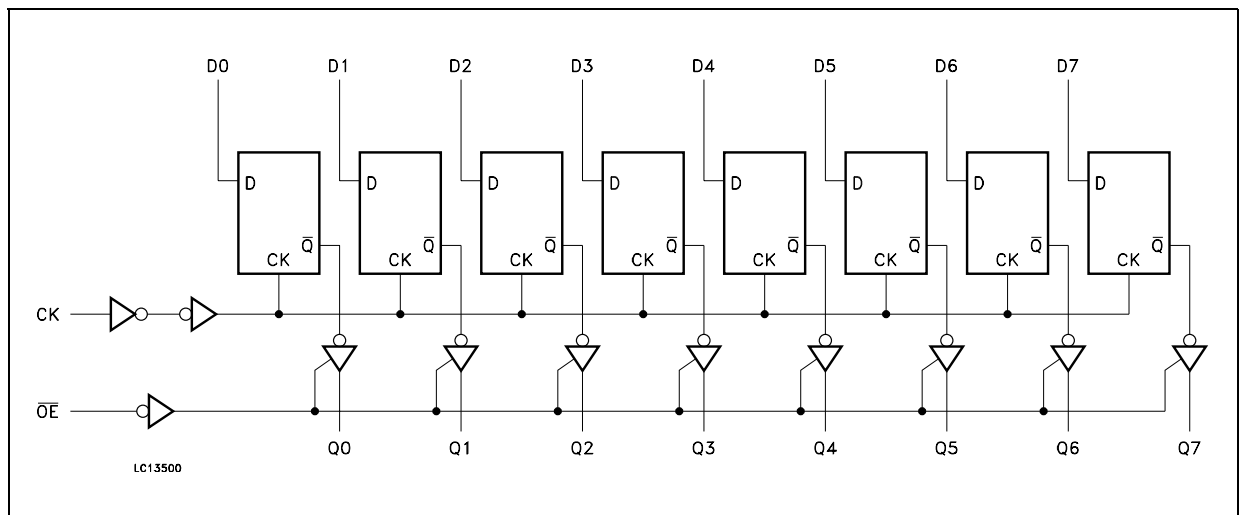 D0 D1 D2 D3 D4 D5 D6 D7
D D D D D D D D
Q̅ Q̅ Q̅ Q̅ Q̅ Q̅ Q̅ Q̅
CK CK CK CK CK CK CK CK
CK
O̅E̅
Q0 Q1 Q2 Q3 Q4 Q5 Q6 Q7
LC13500